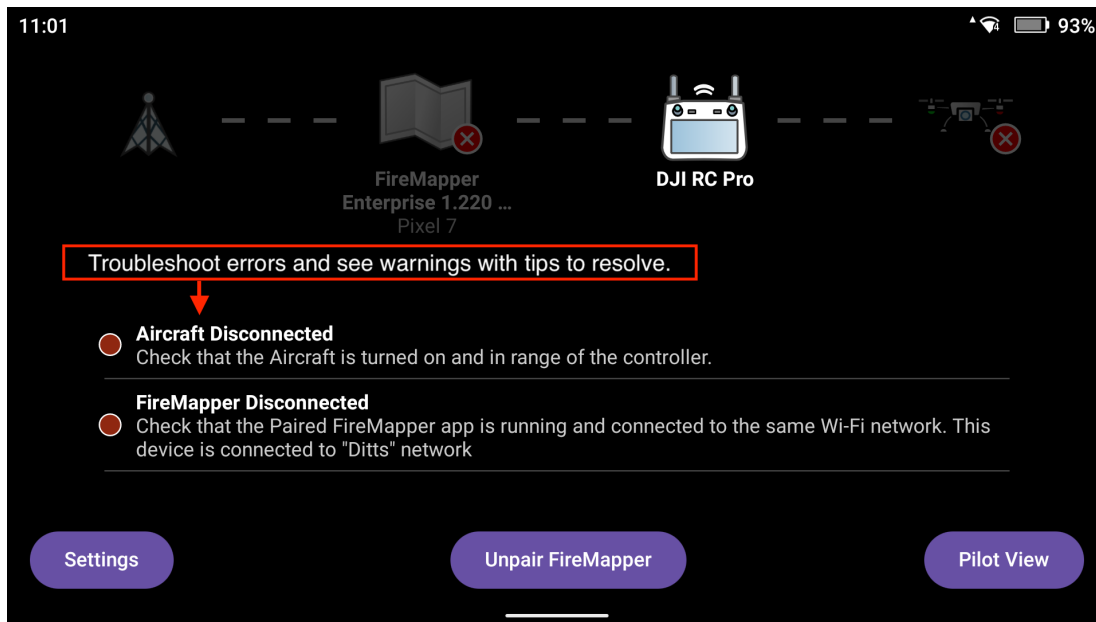 11:01
4
93%
FireMapper
Enterprise 1.220 ...
Pixel 7
DJI RC Pro
Troubleshoot errors and see warnings with tips to resolve.
Aircraft Disconnected
Check that the Aircraft is turned on and in range of the controller.
FireMapper Disconnected
Check that the Paired FireMapper app is running and connected to the same Wi-Fi network. This
device is connected to "Ditts" network
Settings
Unpair FireMapper
Pilot View